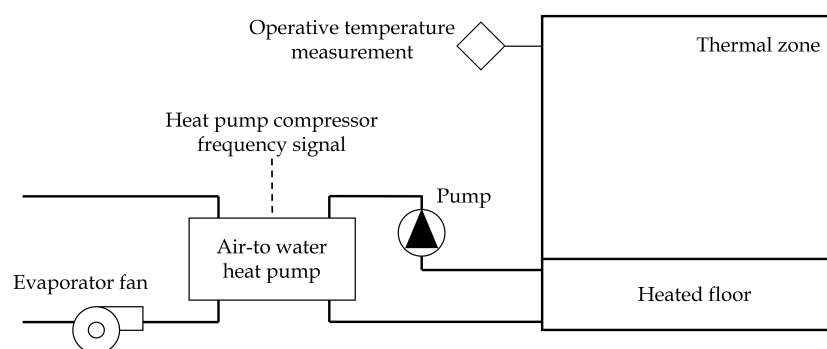 Operative temperature
measurement
Thermal zone
Heat pump compressor
frequency signal
Pump
Air-to water
heat pump
Evaporator fan
Heated floor